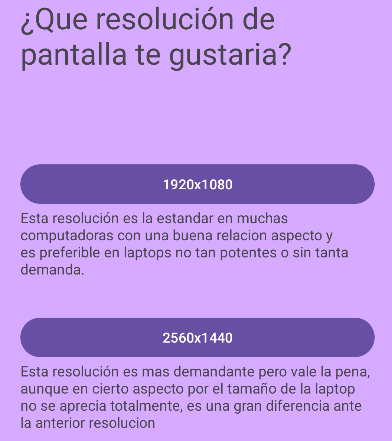 ¿Que resolución de
pantalla te gustaria?
1920x1080
Esta resolución es la estandar en muchas
computadoras con una buena relacion aspecto y
es preferible en laptops no tan potentes o sin tanta
demanda.
2560x1440
Esta resolución es mas demandante pero vale la pena,
aunque en cierto aspecto por el tamaño de la laptop
no se aprecia totalmente, es una gran diferencia ante
la anterior resolucion